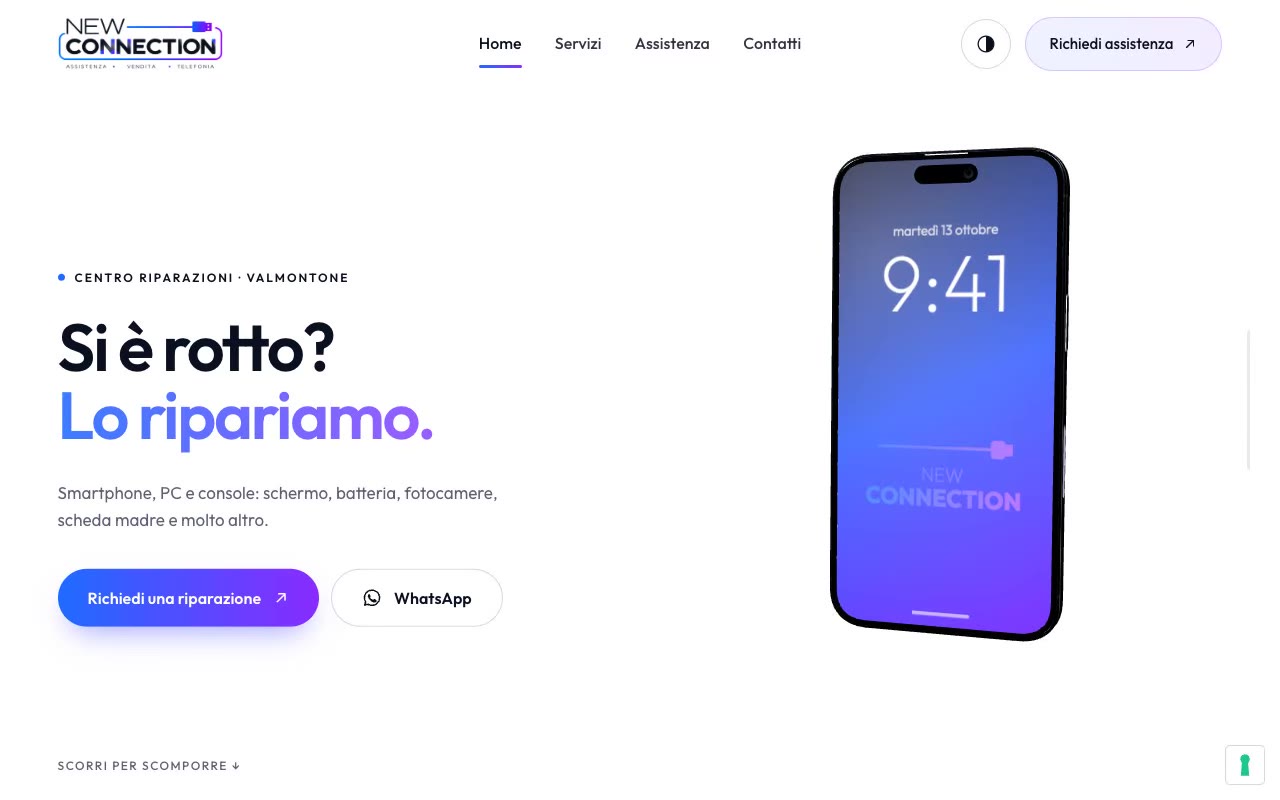 NEW
CONNECTION
ASSISTENZA • VENDITA • TELEFONIA
Home
Servizi
Assistenza
Contatti
Richiedi assistenza
martedì 13 ottobre
9:41
NEW
CONNECTION
CENTRO RIPARAZIONI · VALMONTONE
Si è rotto?
Lo ripariamo.
Smartphone, PC e console: schermo, batteria, fotocamere,
scheda madre e molto altro.
Richiedi una riparazione
WhatsApp
SCORRI PER SCOMPORRE ↓